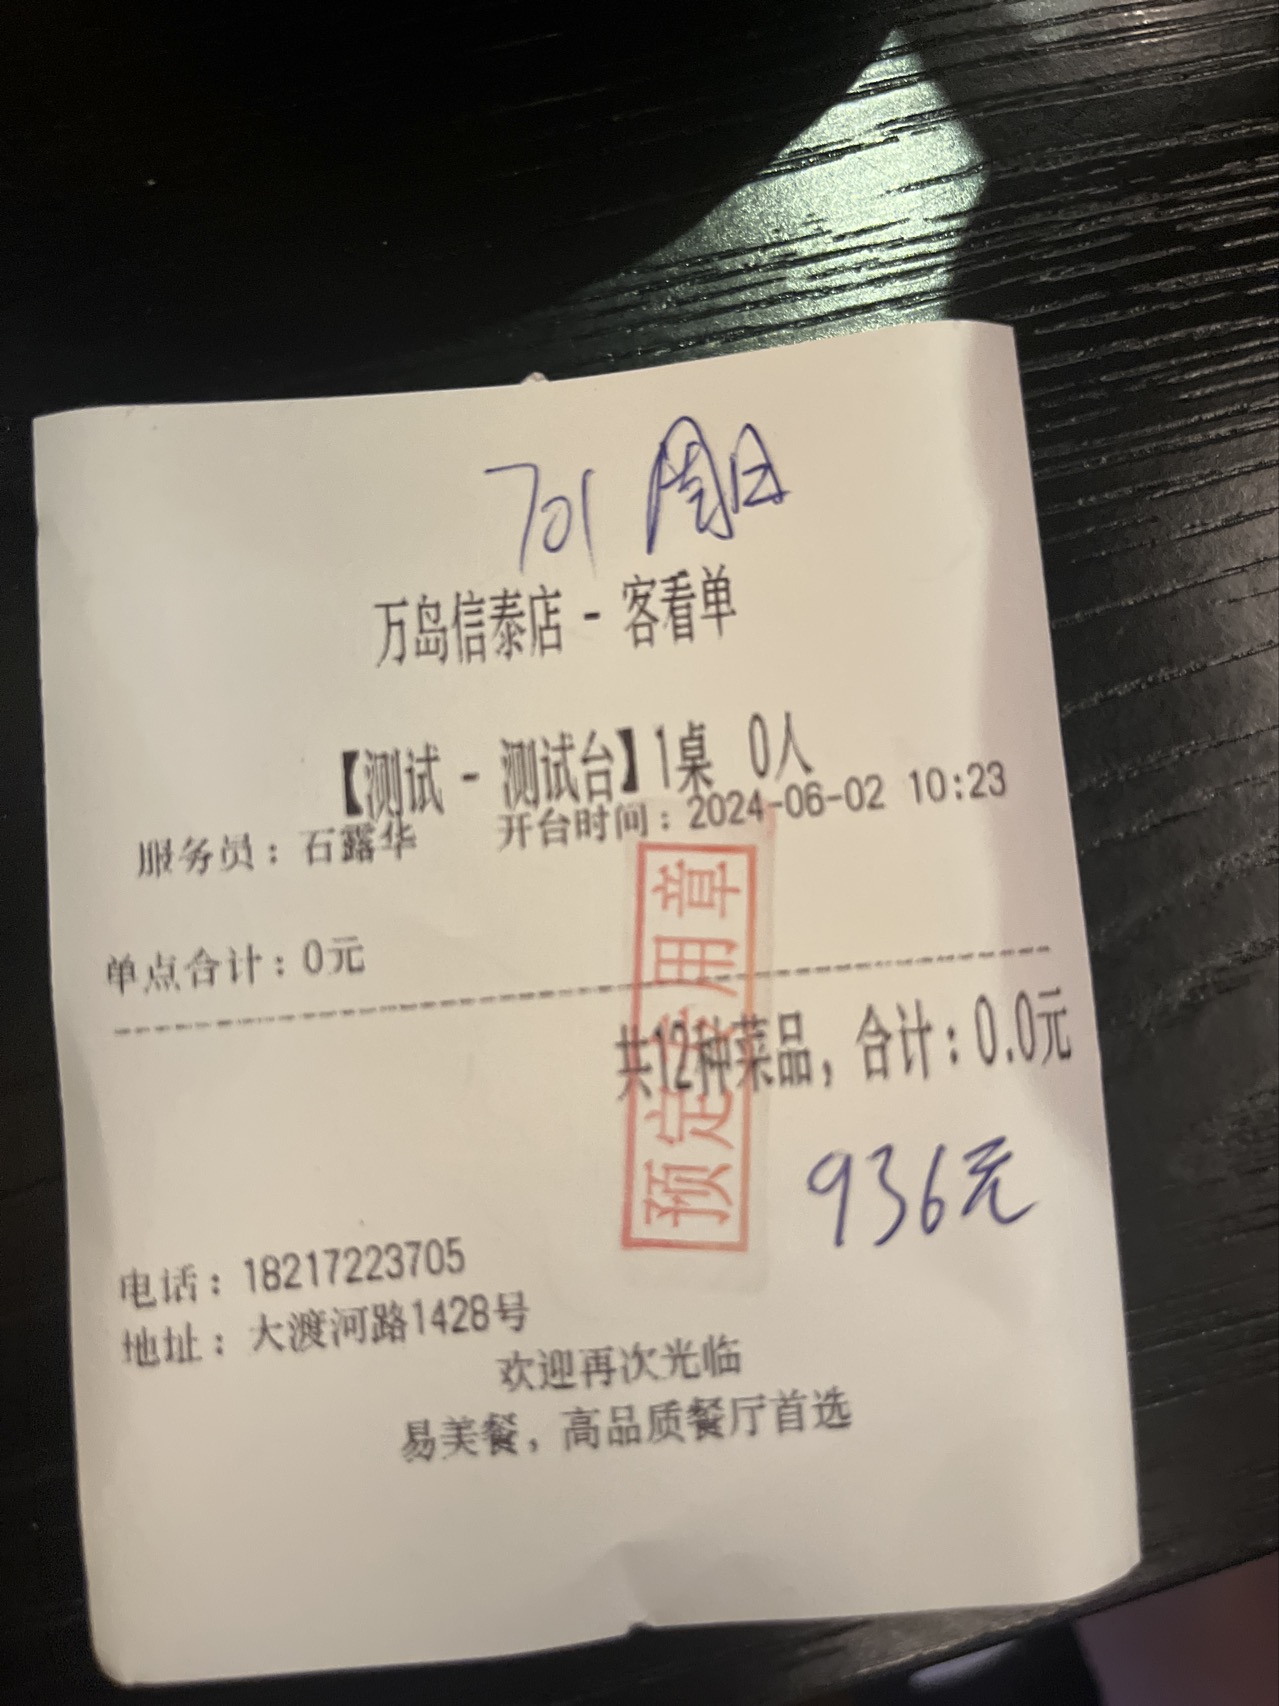 701 周日
万岛信泰店 - 客看单
【测试 - 测试台】1桌 0人
服务员：石露华 开台时间：2024-06-02 10:23
单点合计：0元
共12种菜品，合计：0.0元
预定专用章
936元
电话：18217223705
地址：大渡河路1428号
欢迎再次光临
易美餐，高品质餐厅首选